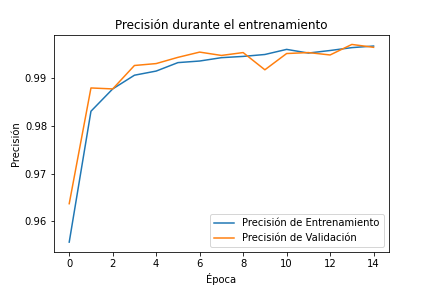 Precisión durante el entrenamiento
Precisión
0.99
0.98
0.97
0.96
Precisión de Entrenamiento
Precisión de Validación
0 2 4 6 8 10 12 14
Época